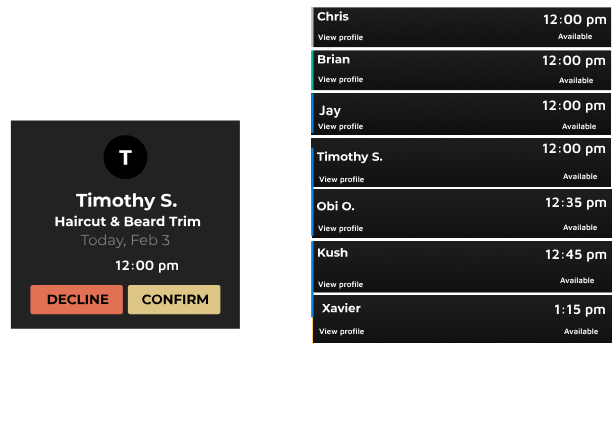 T
Timothy S.
Haircut & Beard Trim
Today, Feb 3
12:00 pm
DECLINE CONFIRM
Chris 12:00 pm
View profile Available
Brian 12:00 pm
View profile Available
Jay 12:00 pm
View profile Available
Timothy S. 12:00 pm
View profile Available
Obi O. 12:35 pm
View profile Available
Kush 12:45 pm
View profile Available
Xavier 1:15 pm
View profile Available